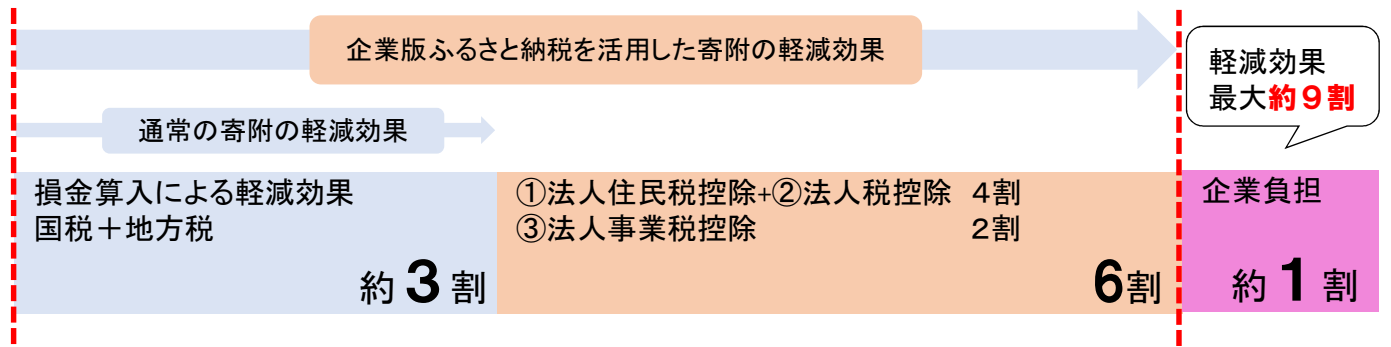 企業版ふるさと納税を活用した寄附の軽減効果
軽減効果
最大約9割
通常の寄附の軽減効果
損金算入による軽減効果
国税＋地方税
約3割
①法人住民税控除+②法人税控除 4割
③法人事業税控除 2割
6割
企業負担
約1割